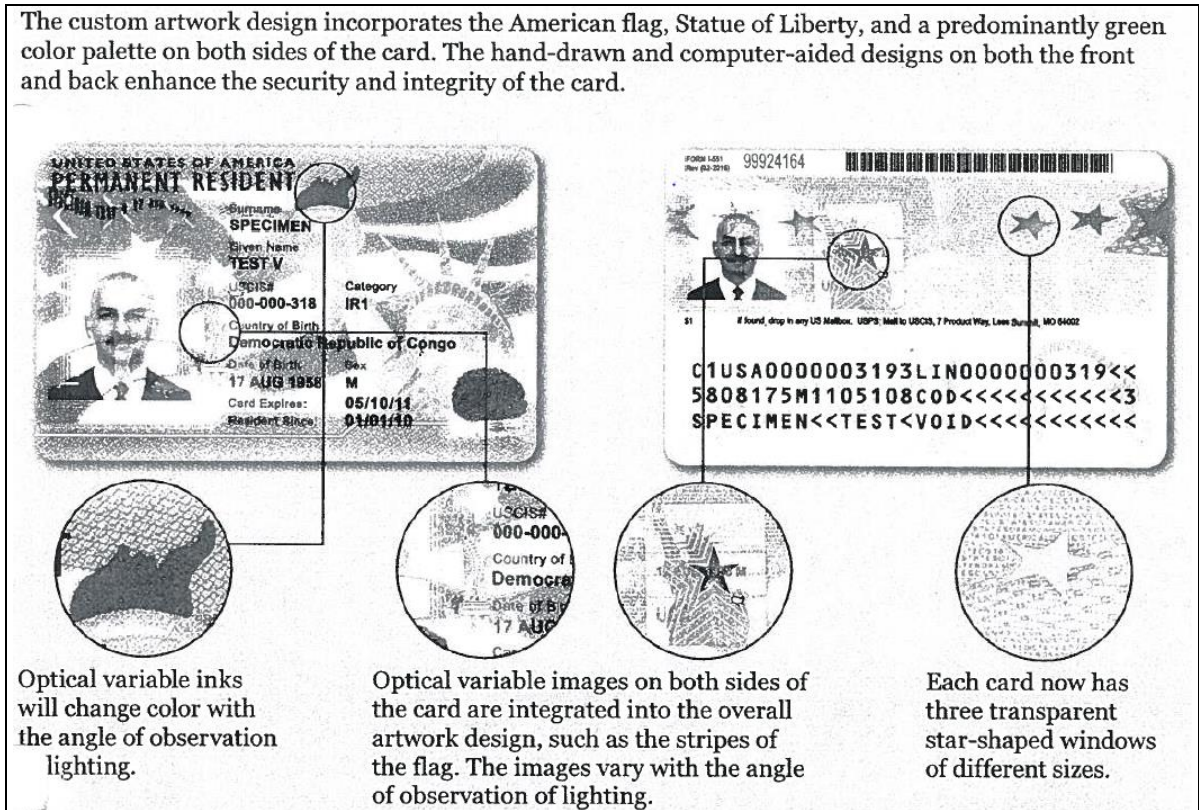 The custom artwork design incorporates the American flag, Statue of Liberty, and a predominantly green
color palette on both sides of the card. The hand-drawn and computer-aided designs on both the front
and back enhance the security and integrity of the card.
UNITED STATES OF AMERICA
PERMANENT RESIDENT
Surname
SPECIMEN
Given Name
TEST V
USCIS#
000-000-318
Category
IR1
Country of Birth
Democratic Republic of Congo
Date of Birth
Sex
17 AUG 1958
M
Card Expires:
05/10/11
Resident Since:
01/01/10
FORM I-551
99924164
$1 If found, drop in any US Mailbox. USPS: Mail to USCIS, 7 Product Way, Lees Summit, MO 64002
C1USA0000003193LIN0000000319<<
5808175M1105108COD<<<<<<<<<<<3
SPECIMEN<<TEST<VOID<<<<<<<<<<<
USCIS#
000-000-
Country of
Democra
Date of B
17 AUG
Ca
Optical variable inks
will change color with
the angle of observation
lighting.
Optical variable images on both sides of
the card are integrated into the overall
artwork design, such as the stripes of
the flag. The images vary with the angle
of observation of lighting.
Each card now has
three transparent
star-shaped windows
of different sizes.